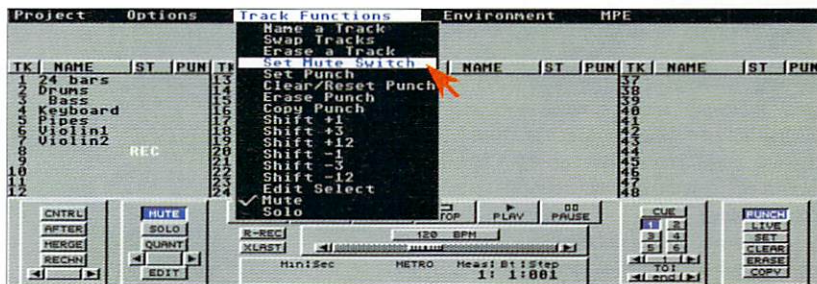 Project Options Track Functions Environment MPE
Name a Track
Swap Tracks
Erase a Track
Set Mute Switch
Set Punch
Clear/Reset Punch
Erase Punch
Copy Punch
Shift +1
Shift +3
Shift +12
Shift -1
Shift -3
Shift -12
Edit Select
Mute
Solo
TK NAME ST PUN
1 24 bars
2 Drums
3 Bass
4 Keyboard
5 Pipes
6 Violin1
7 Violin2
8 REC
9
10
11
12
13
14
15
16
17
18
19
20
21
22
23
24
NAME ST PUN
TK NAME ST PUN
37
38
39
40
41
42
43
44
45
46
47
48
CNTRL
AFTER
MERGE
RECHN
MUTE
SOLO
QUANT
EDIT
R-REC
XLAST
TOP PLAY PAUSE
120 BPM
Min:Sec METRO Meas: Bt:Step
1: 1:001
CUE
1 2
3 4
5 6
1
TO:
end
PUNCH
LIVE
SET
CLEAR
ERASE
COPY